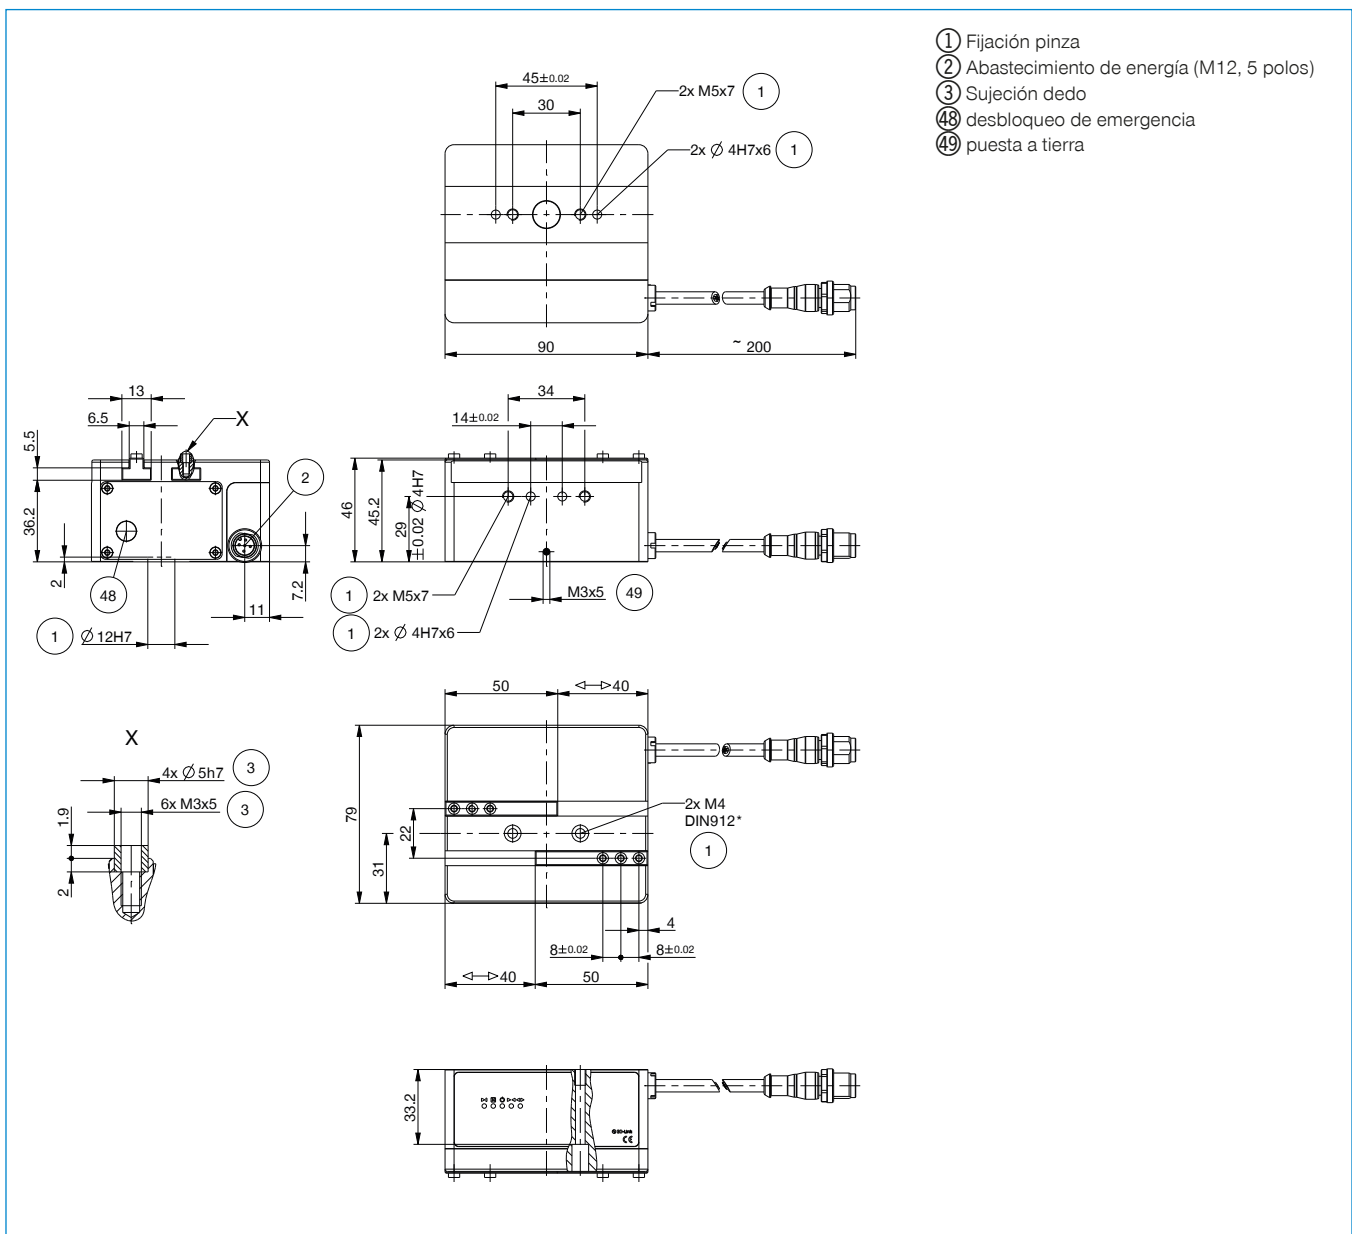 1 Fijación pinza
2 Abastecimiento de energía (M12, 5 polos)
3 Sujeción dedo
48 desbloqueo de emergencia
49 puesta a tierra
45±0.02
30
2x M5x7 1
2x Ø 4H7x6 1
90
~ 200
13
6.5
X
5.5
36.2
2
2
48
7.2
11
1 Ø 12H7
34
14±0.02
46
45.2
29
±0.02 Ø 4H7
1 2x M5x7
M3x5 49
1 2x Ø 4H7x6
X
4x Ø 5h7 3
6x M3x5 3
1.9
2
50
40
79
22
31
2x M4
DIN912*
1
4
8±0.02
8±0.02
40
50
33.2
IO-Link
CE